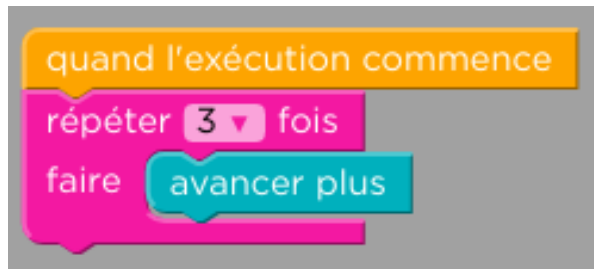 quand l'exécution commence
répéter 3 ▼ fois
faire avancer plus